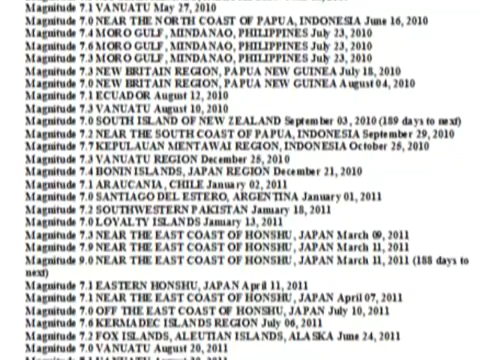 Magnitude 7.1 VANUATU May 27, 2010
Magnitude 7.0 NEAR THE NORTH COAST OF PAPUA, INDONESIA June 16, 2010
Magnitude 7.4 MORO GULF, MINDANAO, PHILIPPINES July 23, 2010
Magnitude 7.6 MORO GULF, MINDANAO, PHILIPPINES July 23, 2010
Magnitude 7.3 MORO GULF, MINDANAO, PHILIPPINES July 23, 2010
Magnitude 7.3 NEW BRITAIN REGION, PAPUA NEW GUINEA July 18, 2010
Magnitude 7.0 NEW BRITAIN REGION, PAPUA NEW GUINEA August 04, 2010
Magnitude 7.1 ECUADOR August 12, 2010
Magnitude 7.3 VANUATU August 10, 2010
Magnitude 7.0 SOUTH ISLAND OF NEW ZEALAND September 03, 2010 (189 days to next)
Magnitude 7.2 NEAR THE SOUTH COAST OF PAPUA, INDONESIA September 29, 2010
Magnitude 7.7 KEPULAUAN MENTAWAI REGION, INDONESIA October 25, 2010
Magnitude 7.3 VANUATU REGION December 25, 2010
Magnitude 7.4 BONIN ISLANDS, JAPAN REGION December 21, 2010
Magnitude 7.1 ARAUCANIA, CHILE January 02, 2011
Magnitude 7.0 SANTIAGO DEL ESTERO, ARGENTINA January 01, 2011
Magnitude 7.2 SOUTHWESTERN PAKISTAN January 18, 2011
Magnitude 7.0 LOYALTY ISLANDS January 13, 2011
Magnitude 7.3 NEAR THE EAST COAST OF HONSHU, JAPAN March 09, 2011
Magnitude 7.9 NEAR THE EAST COAST OF HONSHU, JAPAN March 11, 2011
Magnitude 9.0 NEAR THE EAST COAST OF HONSHU, JAPAN March 11, 2011 (188 days to
next)
Magnitude 7.1 EASTERN HONSHU, JAPAN April 11, 2011
Magnitude 7.1 NEAR THE EAST COAST OF HONSHU, JAPAN April 07, 2011
Magnitude 7.0 OFF THE EAST COAST OF HONSHU, JAPAN July 10, 2011
Magnitude 7.6 KERMADEC ISLANDS REGION July 06, 2011
Magnitude 7.2 FOX ISLANDS, ALEUTIAN ISLANDS, ALASKA June 24, 2011
Magnitude 7.0 VANUATU August 20, 2011